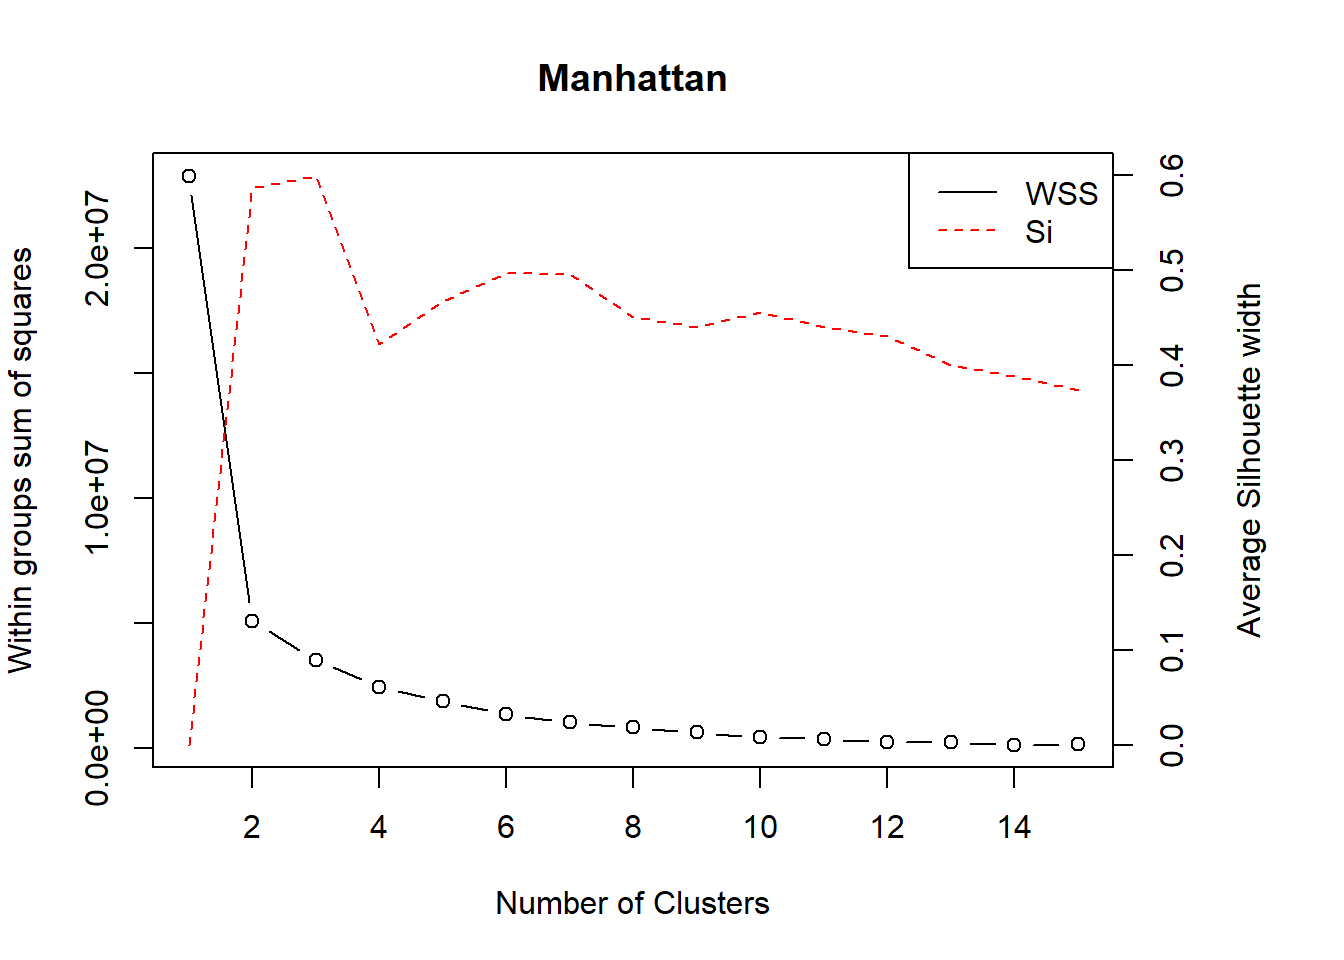 Manhattan
WSS
Si
Within groups sum of squares
0.0e+00
1.0e+07
2.0e+07
0.0
0.1
0.2
0.3
0.4
0.5
0.6
Average Silhouette width
2
4
6
8
10
12
14
Number of Clusters